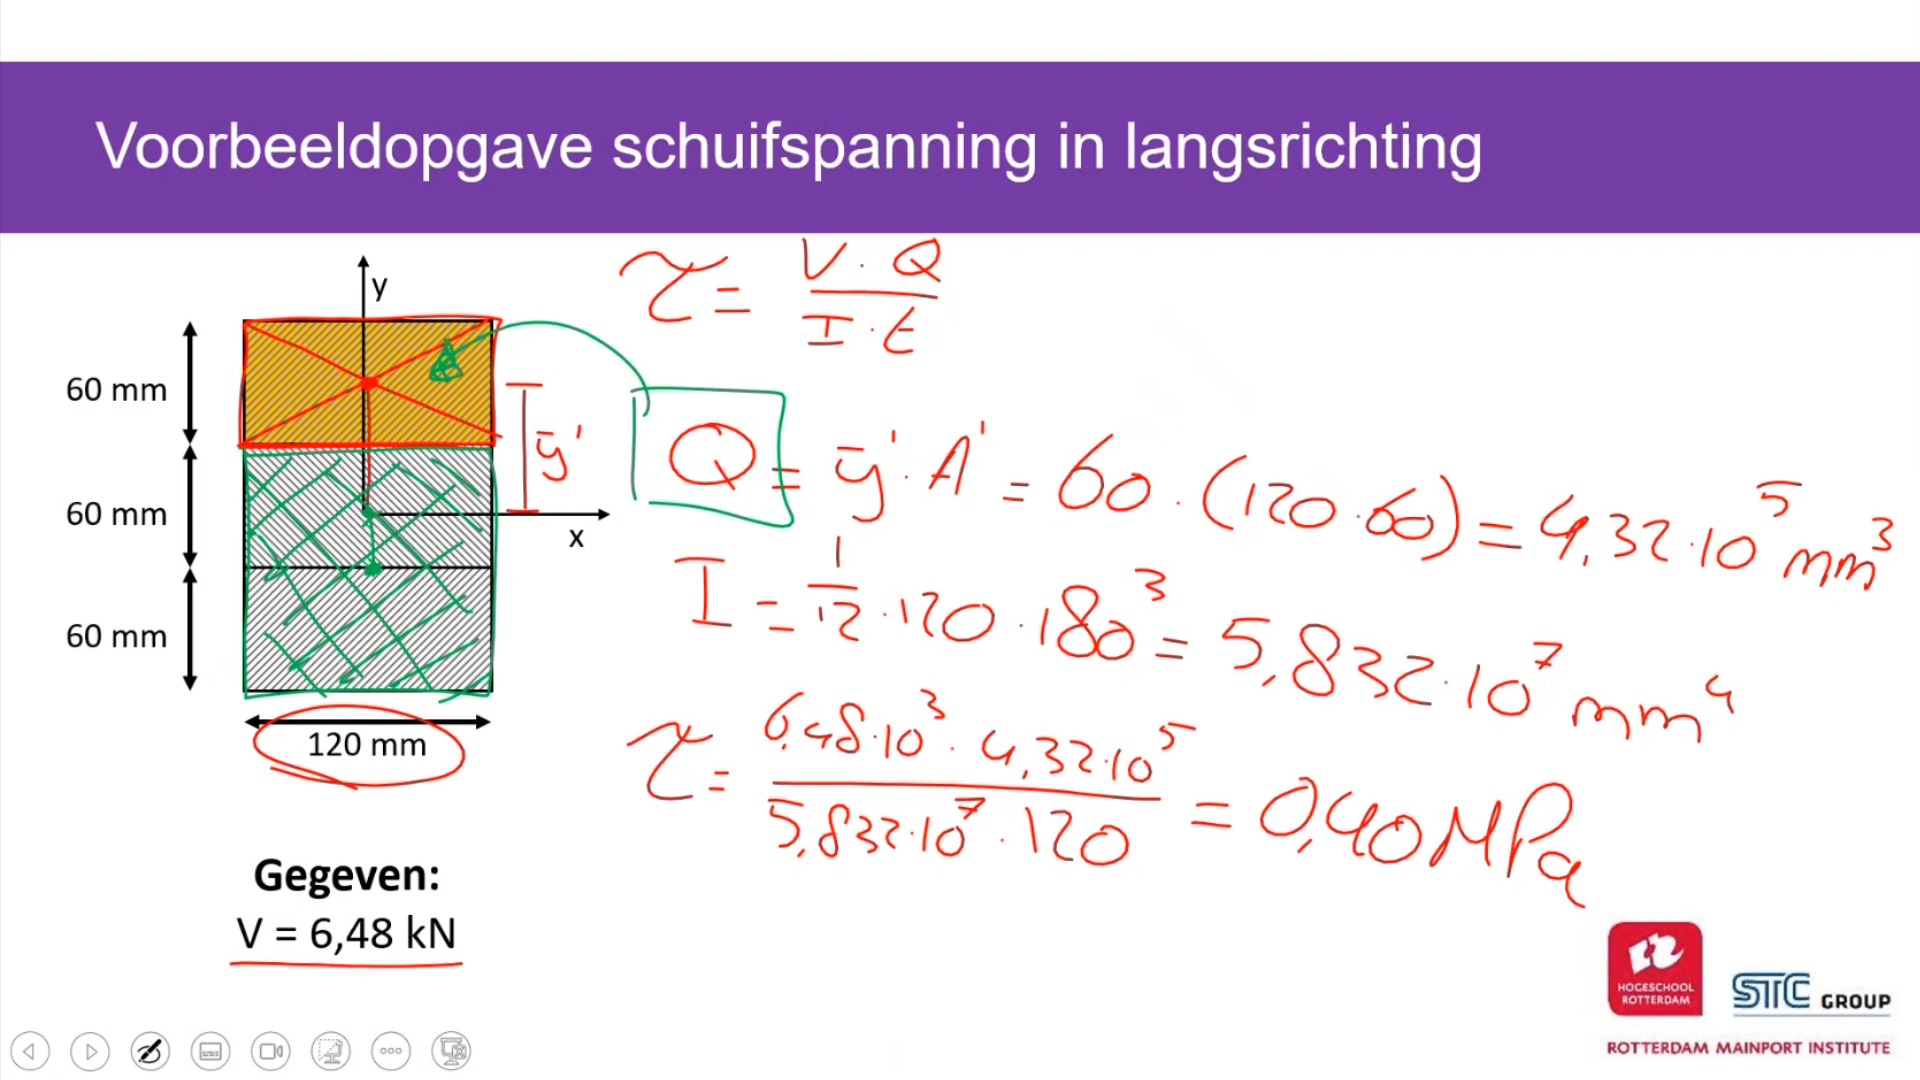 Voorbeeldopgave schuifspanning in langsrichting
y
60 mm
60 mm
60 mm
x
120 mm
Gegeven:
V = 6,48 kN
τ = V · Q / I · t
ȳ'
Q = ȳ' · A' = 60 · (120 · 60) = 4,32 · 10⁵ mm³
I = 1/12 · 120 · 180³ = 5,832 · 10⁷ mm⁴
τ = 6,48 · 10³ · 4,32 · 10⁵ / 5,832 · 10⁷ · 120 = 0,40 MPa
HOGESCHOOL
ROTTERDAM
STC GROUP
ROTTERDAM MAINPORT INSTITUTE